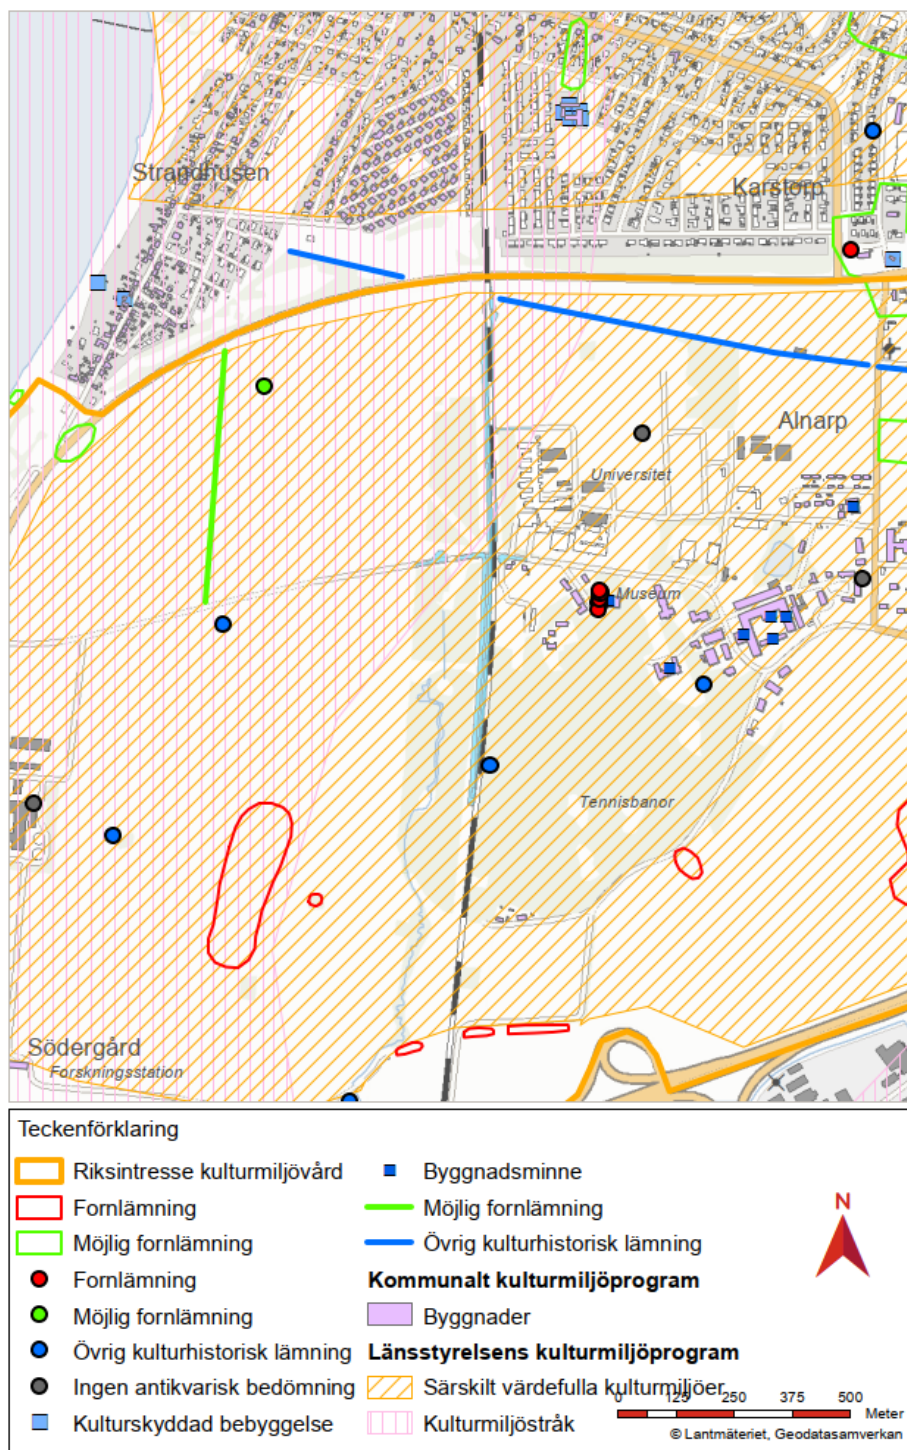 Strandhusen
Karstorp
Alnarp
Universitet
Museum
Tennisbanor
Södergård
Forskningsstation
Teckenförklaring
Riksintresse kulturmiljövård
Fornlämning
Möjlig fornlämning
Fornlämning
Möjlig fornlämning
Övrig kulturhistorisk lämning
Ingen antikvarisk bedömning
Kulturskyddad bebyggelse
Byggnadsminne
Möjlig fornlämning
Övrig kulturhistorisk lämning
Kommunalt kulturmiljöprogram
Byggnader
Länsstyrelsens kulturmiljöprogram
Särskilt värdefulla kulturmiljöer
Kulturmiljöstråk
N
0 125 250 375 500
Meter
© Lantmäteriet, Geodatasamverkan